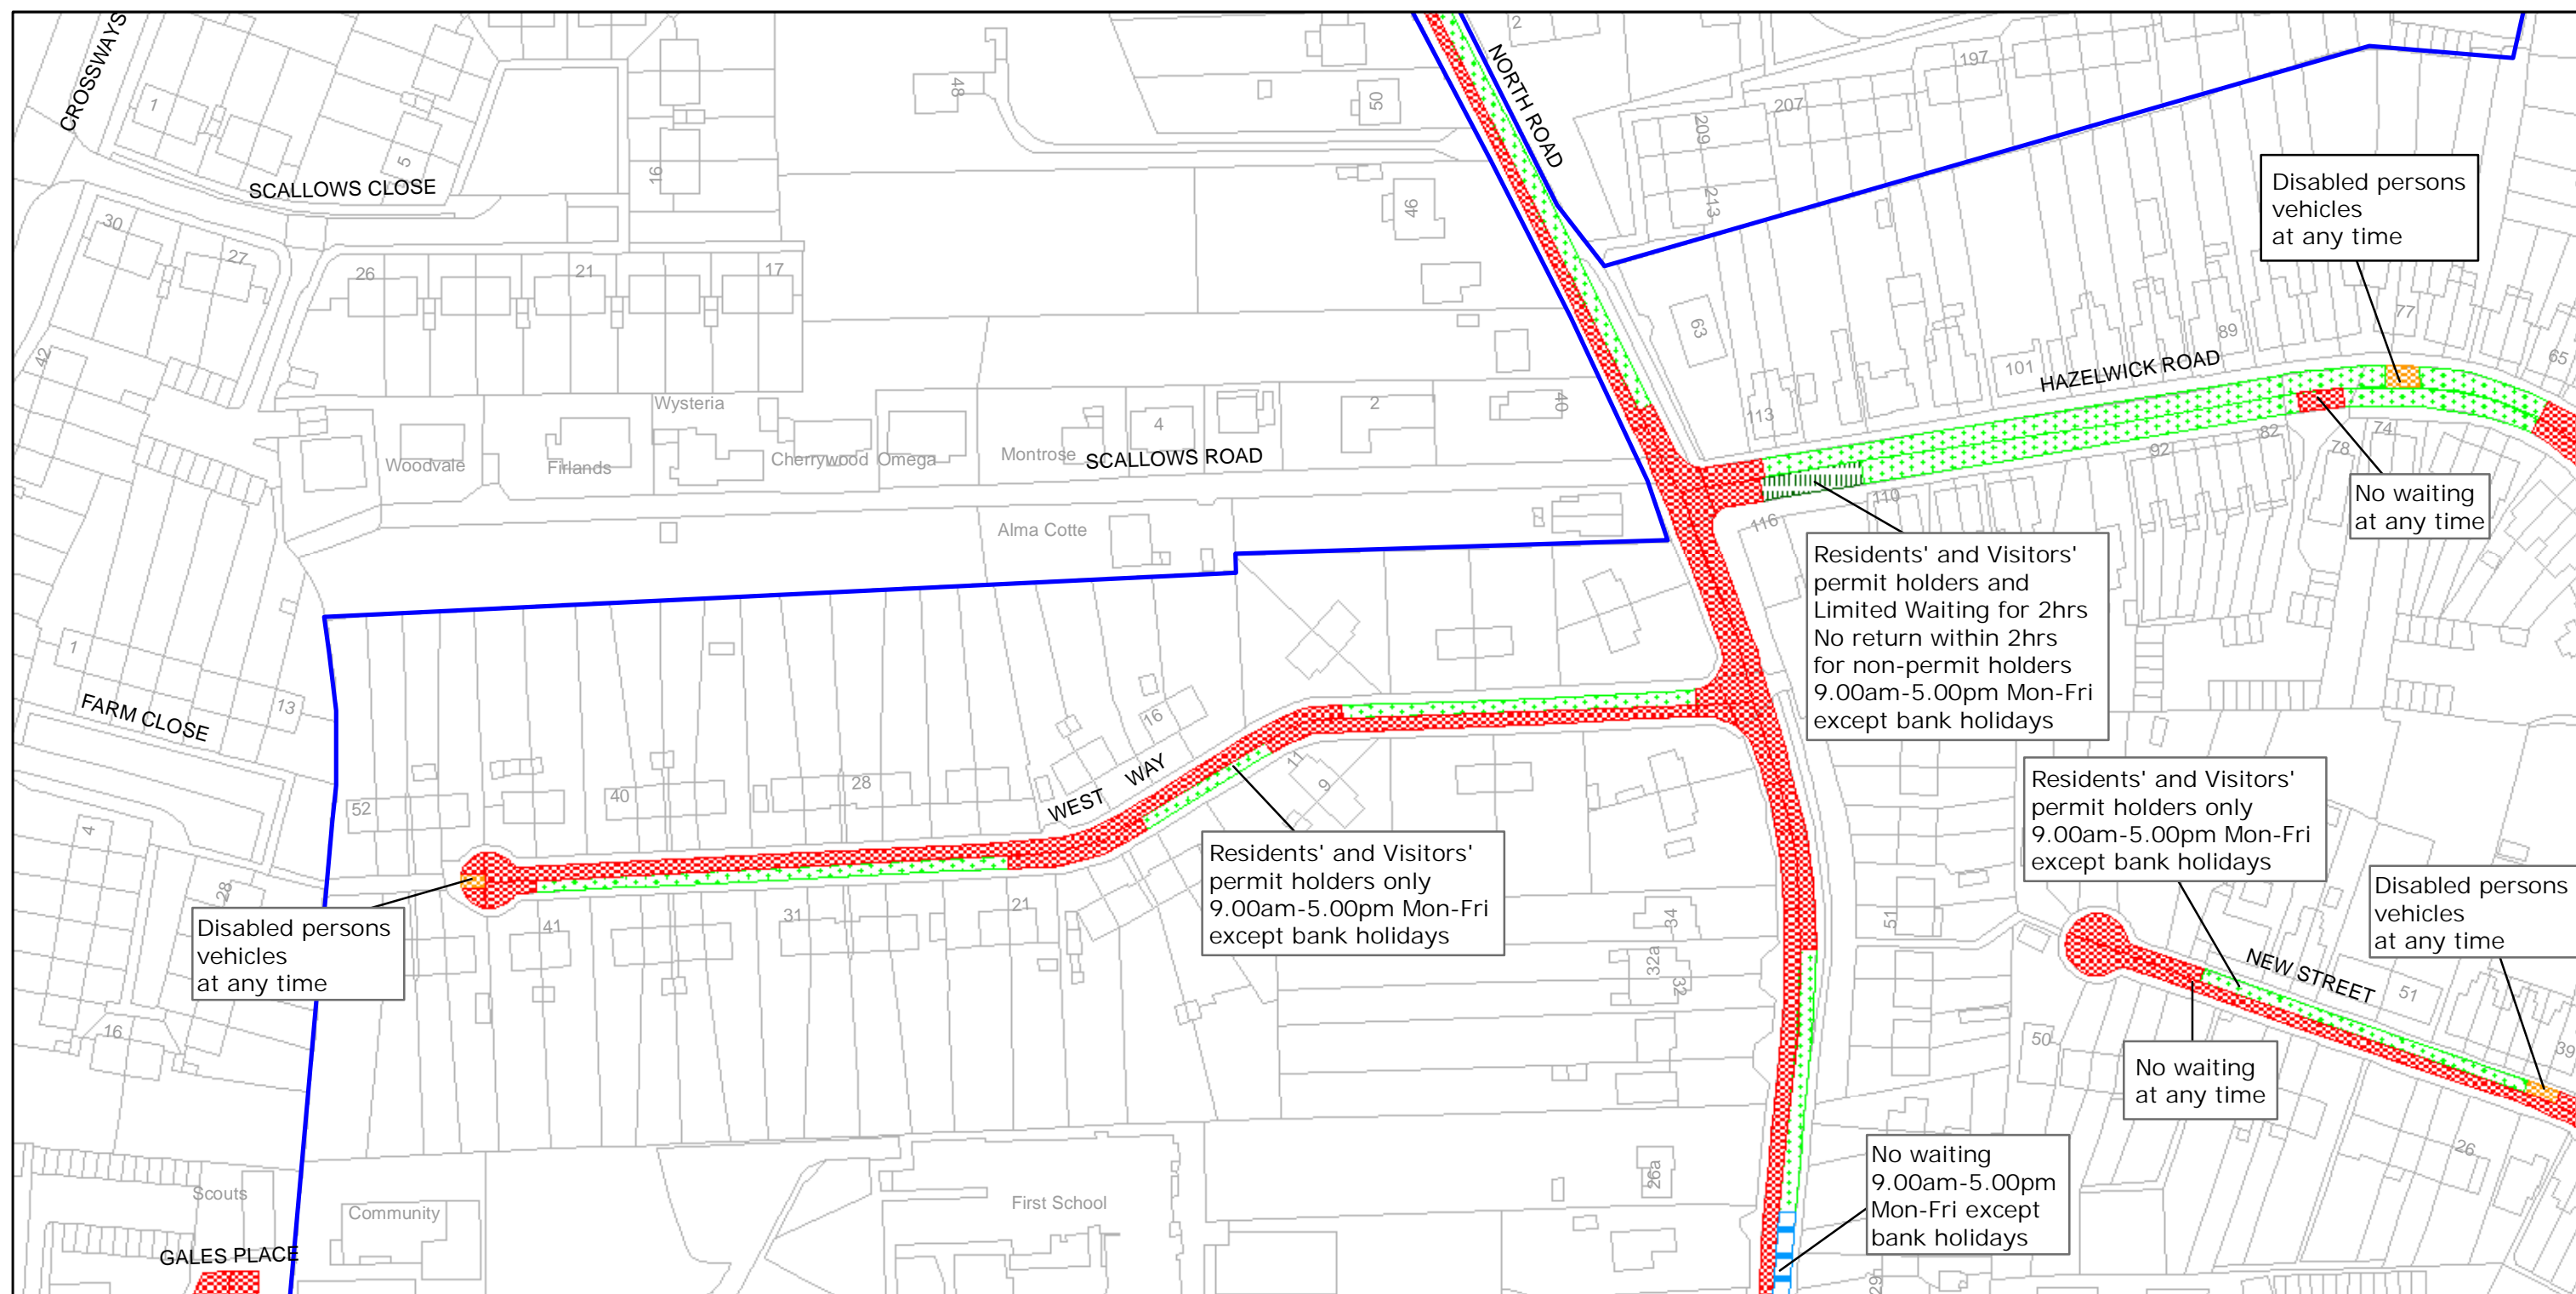 CROSSWAYS
1
5
SCALLOWS CLOSE
16
48
50
2
NORTH ROAD
197
207
209
213
46
30
27
26
21
17
42
63
Disabled persons
vehicles
at any time
77
65
89
101
HAZELWICK ROAD
113
Wysteria
Woodvale
Firlands
Cherrywood
Omega
Montrose
4
SCALLOWS ROAD
2
40
82
74
78
92
110
116
No waiting
at any time
Alma Cotte
Residents' and Visitors'
permit holders and
Limited Waiting for 2hrs
No return within 2hrs
for non-permit holders
9.00am-5.00pm Mon-Fri
except bank holidays
1
13
FARM CLOSE
16
WEST WAY
11
9
52
40
28
4
28
Residents' and Visitors'
permit holders only
9.00am-5.00pm Mon-Fri
except bank holidays
Residents' and Visitors'
permit holders only
9.00am-5.00pm Mon-Fri
except bank holidays
Disabled persons
vehicles
at any time
Disabled persons
vehicles
at any time
41
31
21
34
32a
32
51
NEW STREET
51
50
39
16
No waiting
at any time
26
No waiting
9.00am-5.00pm
Mon-Fri except
bank holidays
26a
Scouts
Community
First School
GALES PLACE
29